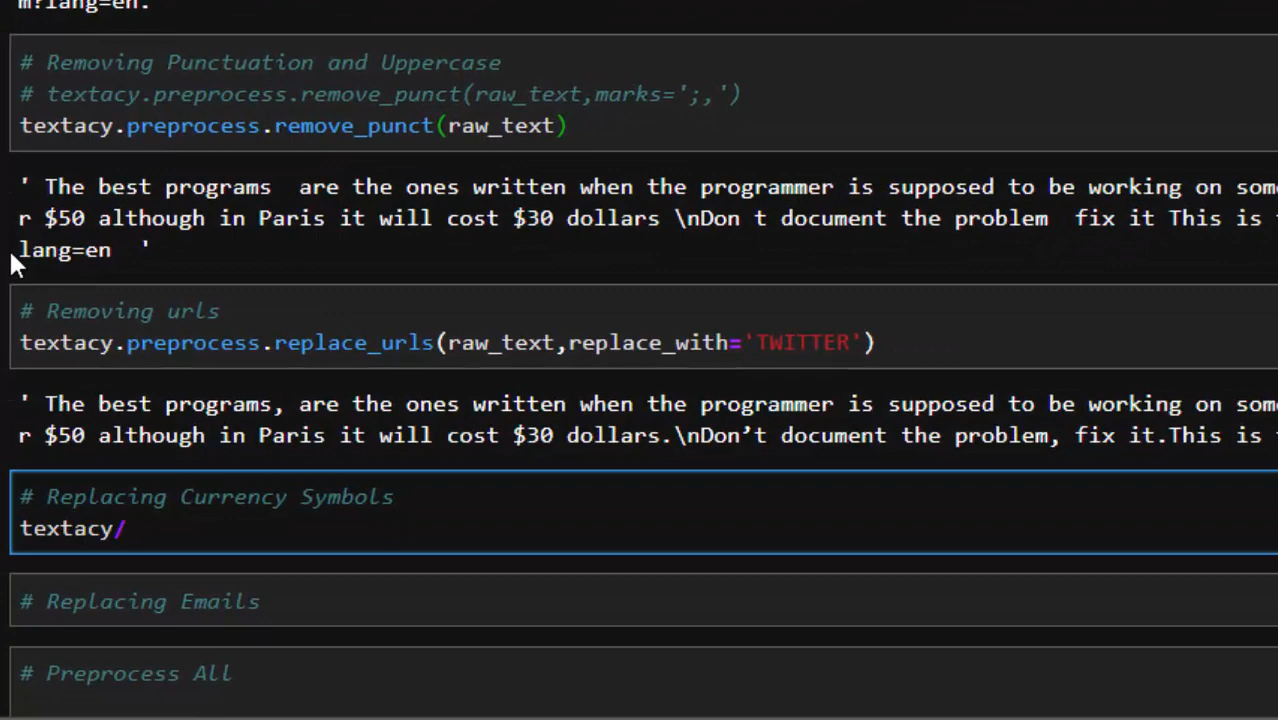 m?lang=en.
# Removing Punctuation and Uppercase
# textacy.preprocess.remove_punct(raw_text,marks=';,')
textacy.preprocess.remove_punct(raw_text)
' The best programs  are the ones written when the programmer is supposed to be working on som
r $50 although in Paris it will cost $30 dollars \nDon t document the problem  fix it This is
lang=en  '
# Removing urls
textacy.preprocess.replace_urls(raw_text,replace_with='TWITTER')
' The best programs, are the ones written when the programmer is supposed to be working on som
r $50 although in Paris it will cost $30 dollars.\nDon’t document the problem, fix it.This is
# Replacing Currency Symbols
textacy/
# Replacing Emails
# Preprocess All